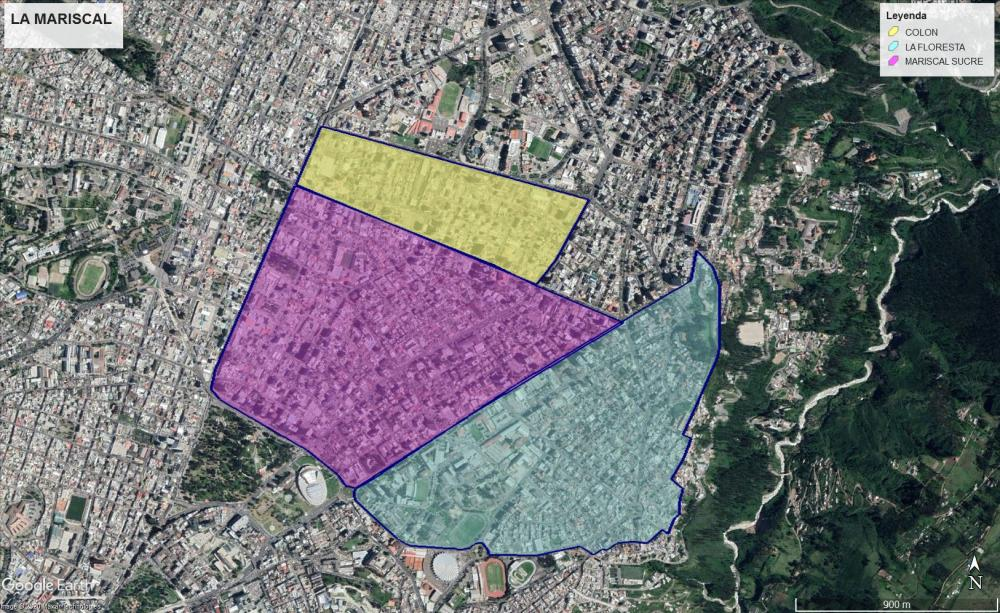 LA MARISCAL
Leyenda
COLON
LA FLORESTA
MARISCAL SUCRE
Google Earth
N
900 m